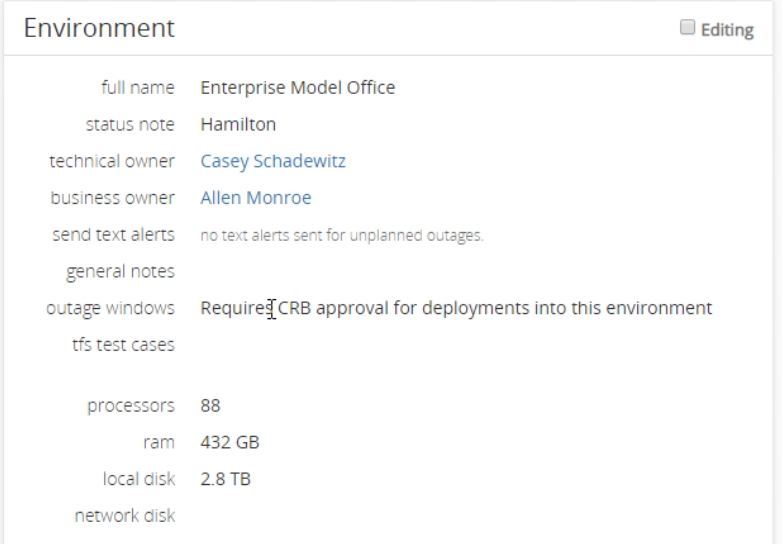 Environment
Editing
full name Enterprise Model Office
status note Hamilton
technical owner Casey Schadewitz
business owner Allen Monroe
send text alerts no text alerts sent for unplanned outages.
general notes
outage windows Requires CRB approval for deployments into this environment
tfs test cases
processors 88
ram 432 GB
local disk 2.8 TB
network disk